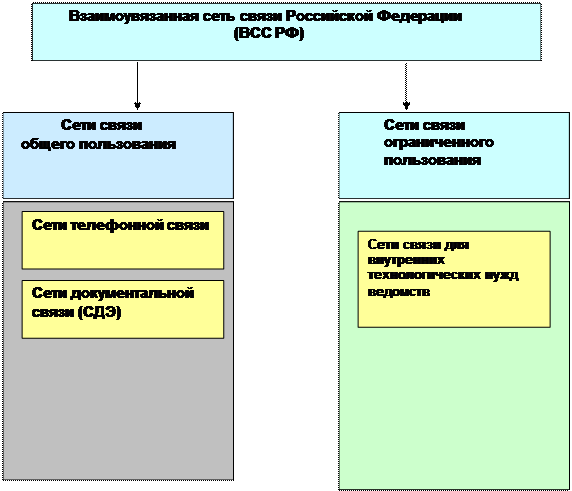 Взаимоувязанная сеть связи Российской Федерации
(ВСС РФ)
Сети связи
общего пользования
Сети связи
ограниченного
пользования
Сети телефонной связи
Сети документальной
связи (СДЭ)
Сети связи для
внутренних
технологических нужд
ведомств